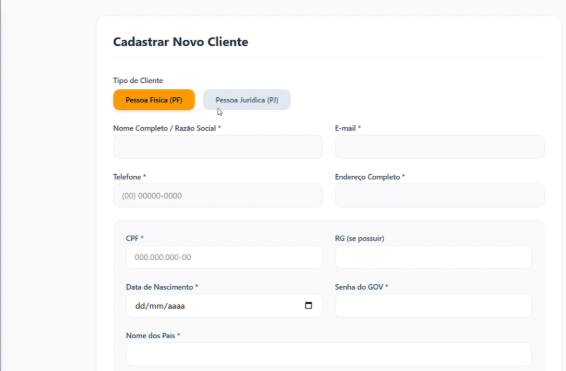 Cadastrar Novo Cliente
Tipo de Cliente
Pessoa Física (PF) Pessoa Jurídica (PJ)
Nome Completo / Razão Social * E-mail *
Telefone * Endereço Completo *
(00) 00000-0000
CPF * RG (se possuir)
000.000.000-00
Data de Nascimento * Senha do GOV *
dd/mm/aaaa
Nome dos Pais *